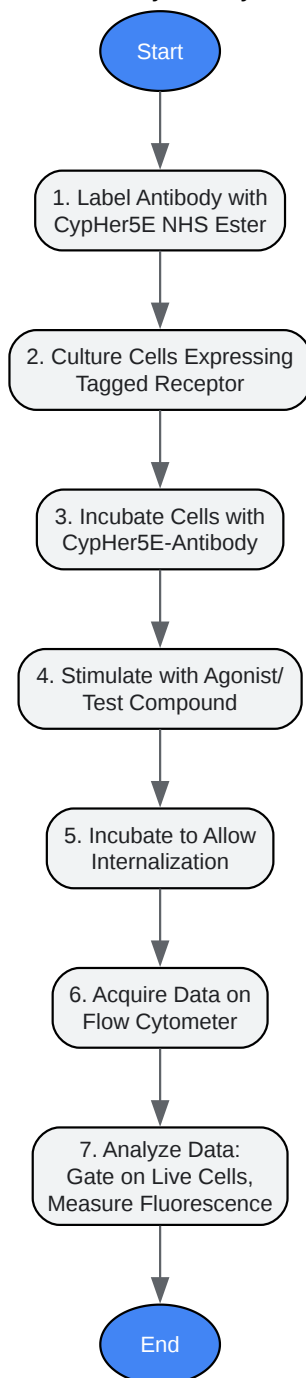 Start
1. Label Antibody with
CypHer5E NHS Ester
2. Culture Cells Expressing
Tagged Receptor
3. Incubate Cells with
CypHer5E-Antibody
4. Stimulate with Agonist/
Test Compound
5. Incubate to Allow
Internalization
6. Acquire Data on
Flow Cytometer
7. Analyze Data:
Gate on Live Cells,
Measure Fluorescence
End